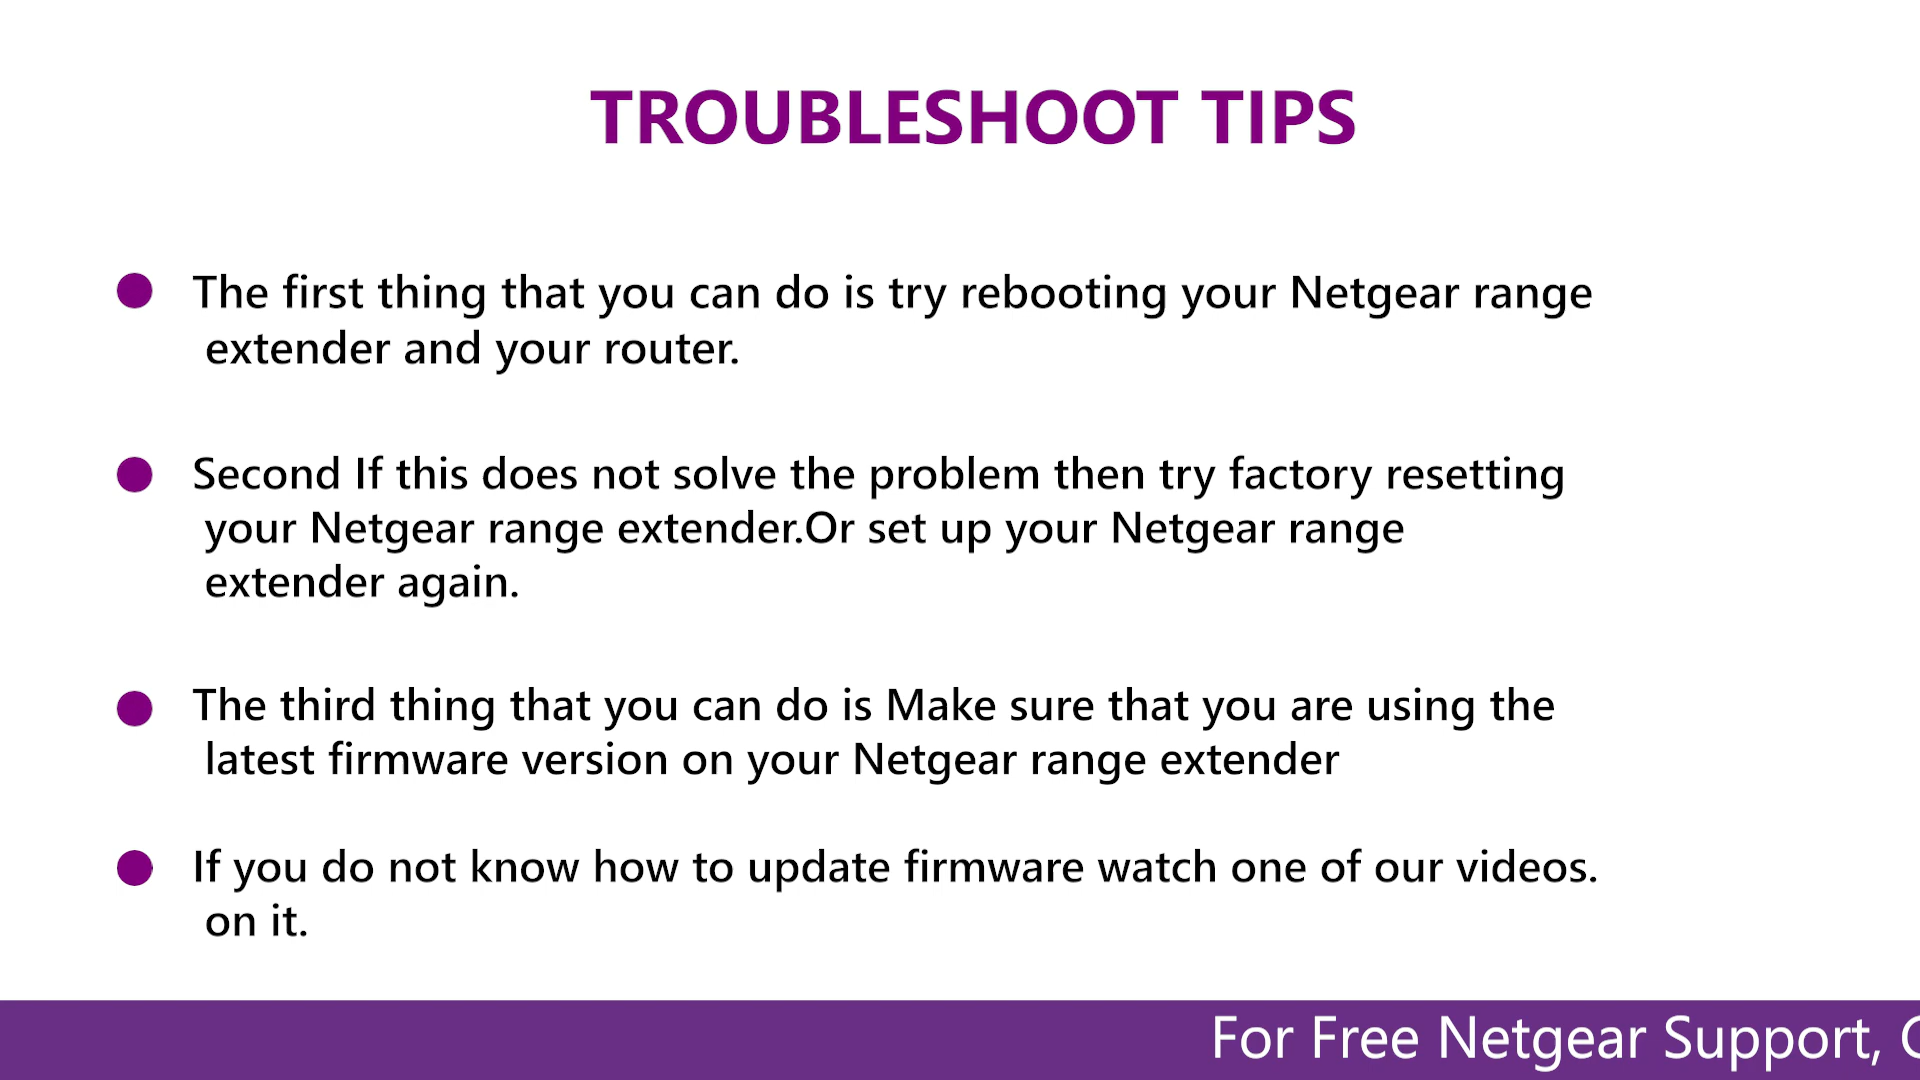 TROUBLESHOOT TIPS
The first thing that you can do is try rebooting your Netgear range
extender and your router.
Second If this does not solve the problem then try factory resetting
your Netgear range extender.Or set up your Netgear range
extender again.
The third thing that you can do is Make sure that you are using the
latest firmware version on your Netgear range extender
If you do not know how to update firmware watch one of our videos.
on it.
For Free Netgear Support,